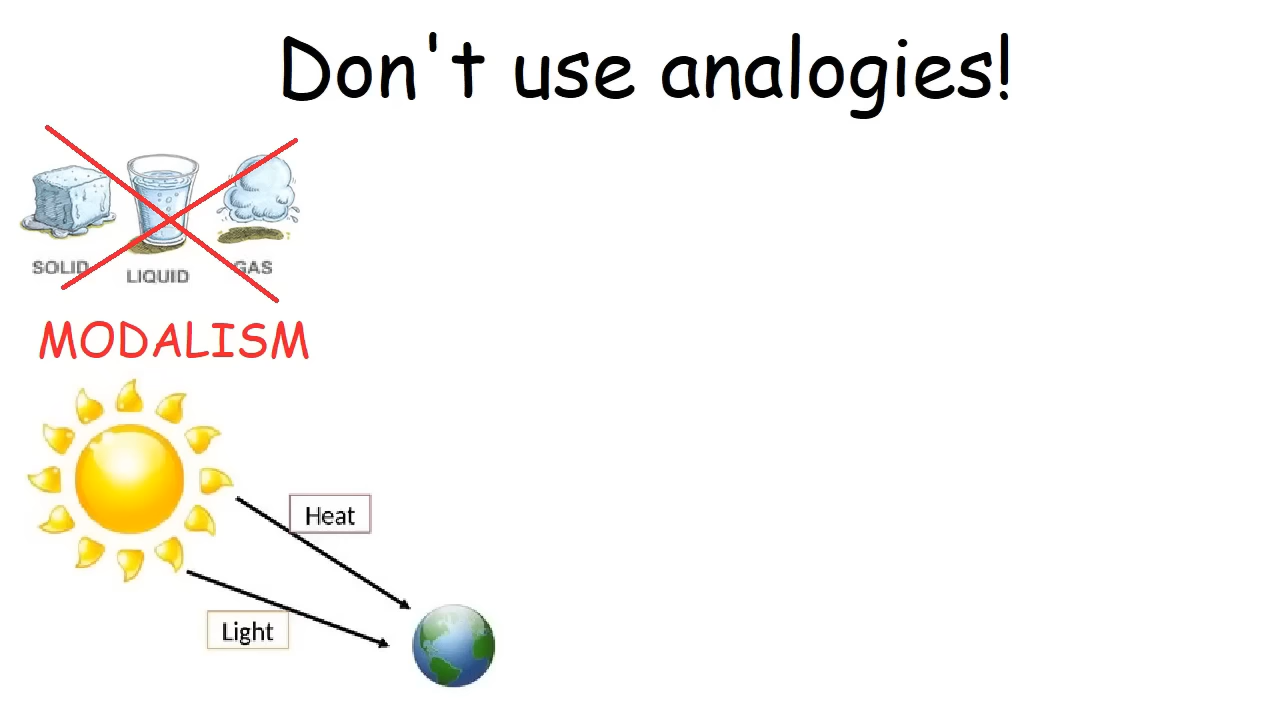 Don't use analogies!
SOLID
LIQUID
GAS
MODALISM
Heat
Light